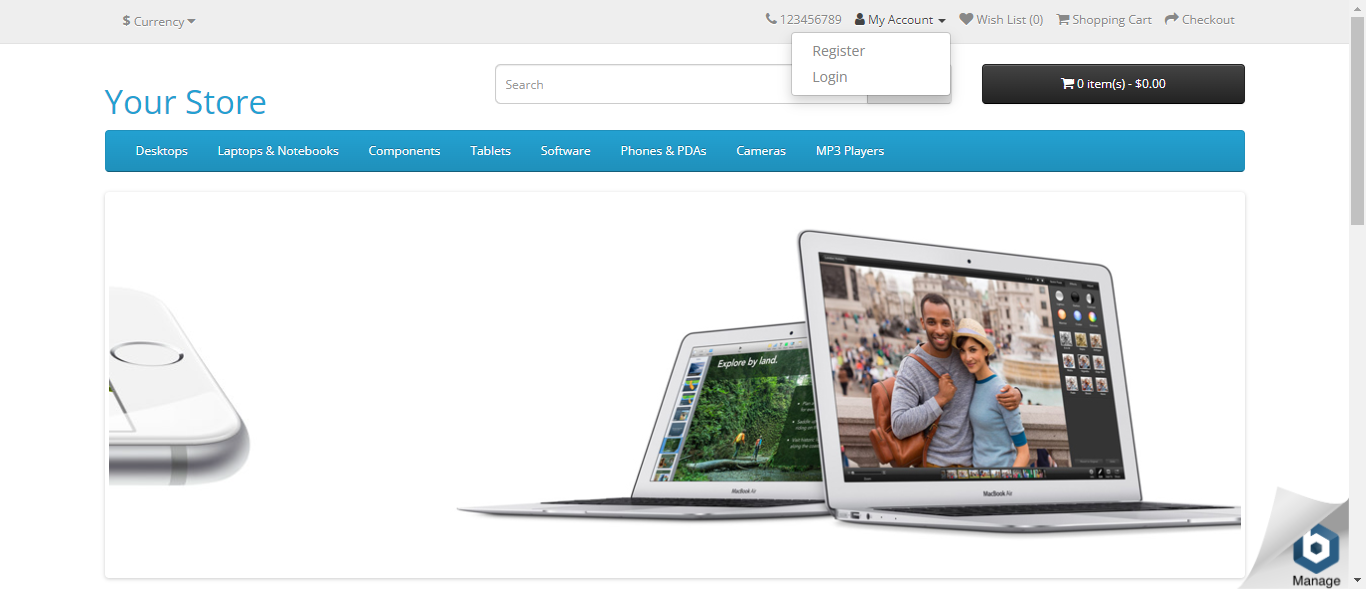 $ Currency
123456789 My Account Wish List (0) Shopping Cart Checkout
Register
Login
Search
0 item(s) - $0.00
Your Store
Desktops Laptops & Notebooks Components Tablets Software Phones & PDAs Cameras MP3 Players
Explore by land.
MacBook Air
MacBook Air
Manage